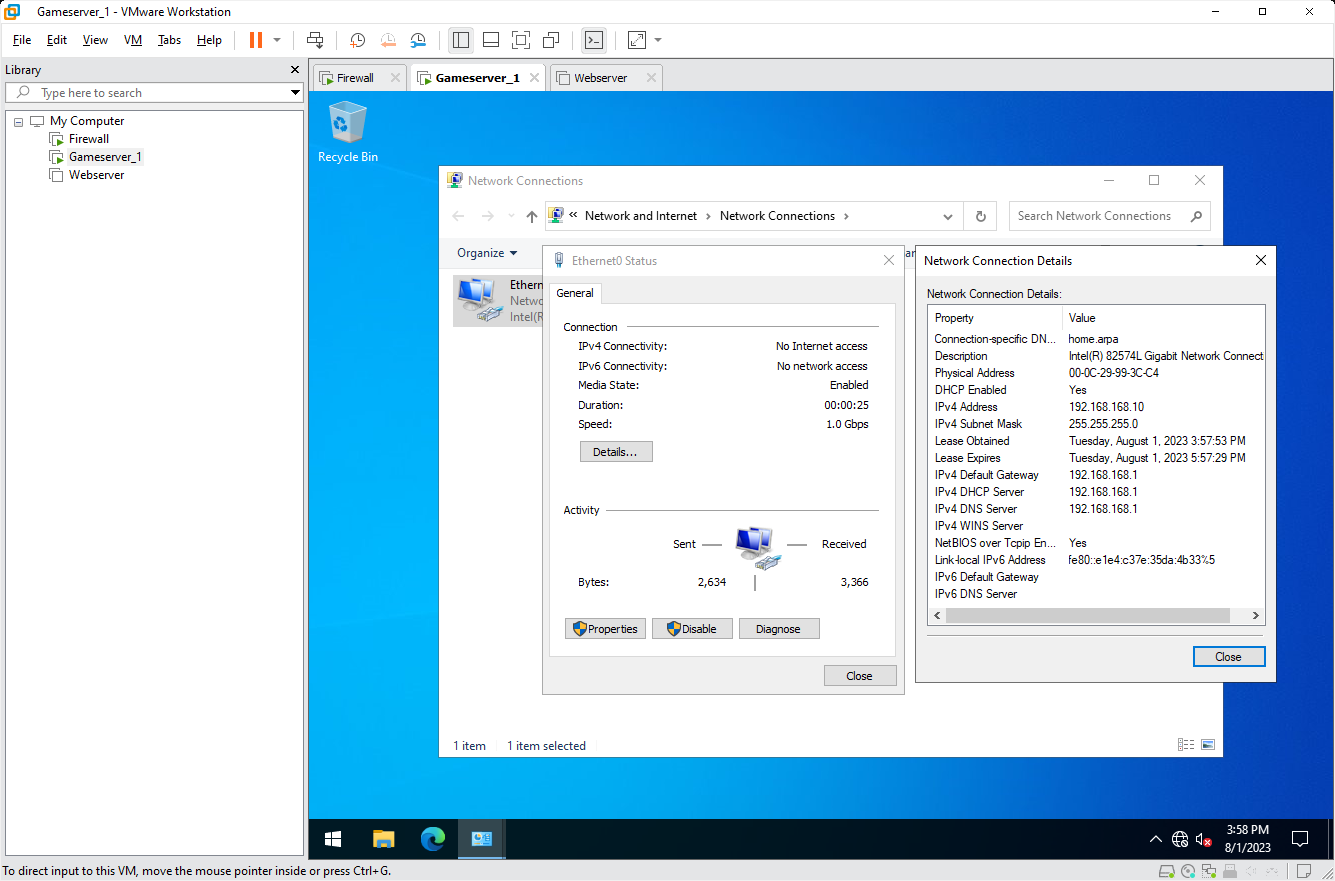 Gameserver_1 - VMware Workstation
File Edit View VM Tabs Help
Library
Type here to search
My Computer
Firewall
Gameserver_1
Webserver
Firewall Gameserver_1 Webserver
Recycle Bin
Network Connections
« Network and Internet › Network Connections ›
Search Network Connections
Organize
Ethern
Netwo
Intel(R
Ethernet0 Status
General
Connection
IPv4 Connectivity: No Internet access
IPv6 Connectivity: No network access
Media State: Enabled
Duration: 00:00:25
Speed: 1.0 Gbps
Details...
Activity
Sent Received
Bytes: 2,634 3,366
Properties Disable Diagnose
Close
Network Connection Details
Network Connection Details:
Property Value
Connection-specific DN... home.arpa
Description Intel(R) 82574L Gigabit Network Connect
Physical Address 00-0C-29-99-3C-C4
DHCP Enabled Yes
IPv4 Address 192.168.168.10
IPv4 Subnet Mask 255.255.255.0
Lease Obtained Tuesday, August 1, 2023 3:57:53 PM
Lease Expires Tuesday, August 1, 2023 5:57:29 PM
IPv4 Default Gateway 192.168.168.1
IPv4 DHCP Server 192.168.168.1
IPv4 DNS Server 192.168.168.1
IPv4 WINS Server
NetBIOS over Tcpip En... Yes
Link-local IPv6 Address fe80::e1e4:c37e:35da:4b33%5
IPv6 Default Gateway
IPv6 DNS Server
Close
1 item 1 item selected
3:58 PM
8/1/2023
To direct input to this VM, move the mouse pointer inside or press Ctrl+G.